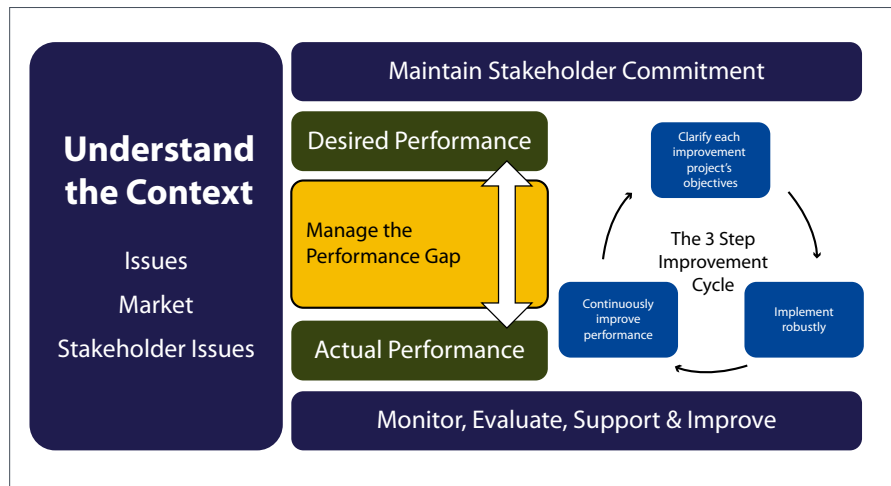 Understand
the Context
Issues
Market
Stakeholder Issues
Maintain Stakeholder Commitment
Desired Performance
Manage the
Performance Gap
Actual Performance
Clarify each
improvement
project's
objectives
The 3 Step
Improvement
Cycle
Continuously
improve
performance
Implement
robustly
Monitor, Evaluate, Support & Improve